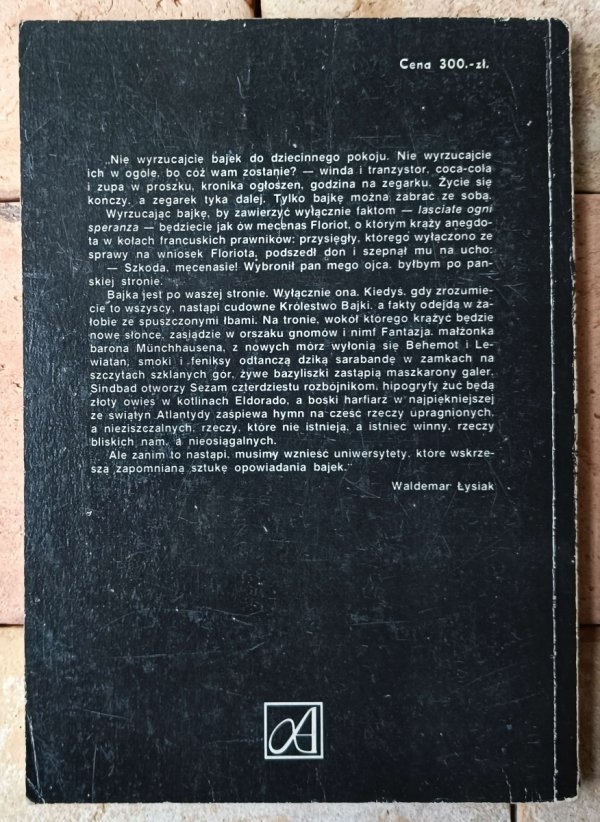 Cena 300.-zł.
„Nie wyrzucajcie bajek do dziecinnego pokoju. Nie wyrzucajcie
ich w ogóle, bo cóż wam zostanie? — winda i tranzystor, coca-cola
i zupa w proszku, kronika ogłoszeń, godzina na zegarku. Życie się
kończy, a zegarek tyka dalej. Tylko bajkę można zabrać ze sobą.
Wyrzucając bajkę, by zawierzyć wyłącznie faktom — lasciate ogni
speranza — będziecie jak ów mecenas Floriot, o którym krąży anegdo-
ta w kołach francuskich prawników: przysięgły, którego wyłączono ze
sprawy na wniosek Floriota, podszedł don i szepnął mu na ucho:
— Szkoda, mecenasie! Wybronił pan mego ojca, byłbym po pań-
skiej stronie.
Bajka jest po waszej stronie. Wyłącznie ona. Kiedyś, gdy zrozumie-
cie to wszyscy, nastąpi cudowne Królestwo Bajki, a fakty odejdą w ża-
łobie ze spuszczonymi łbami. Na tronie, wokół którego krążyć będzie
nowe słońce, zasiądzie w orszaku gnomów i nimf Fantazja, małżonka
barona Münchhausena, z nowych mórz wyłonią się Behemot i Le-
wiatan, smoki i feniksy odtańczą dziką sarabandę w zamkach na
szczytach szklanych gór, żywe bazyliszki zastąpią maszkarony galer,
Sindbad otworzy Sezam czterdziestu rozbójnikom, hipogryfy żuć będą
złoty owies w kotlinach Eldorado, a boski harfiarz w najpiękniejszej
ze świątyń Atlantydy zaśpiewa hymn na cześć rzeczy upragnionych,
a nieziszczalnych, rzeczy, które nie istnieją, a istnieć winny, rzeczy
bliskich nam, a nieosiągalnych.
Ale zanim to nastąpi, musimy wznieść uniwersytety, które wskrze-
szą zapomnianą sztukę opowiadania bajek."
Waldemar Łysiak